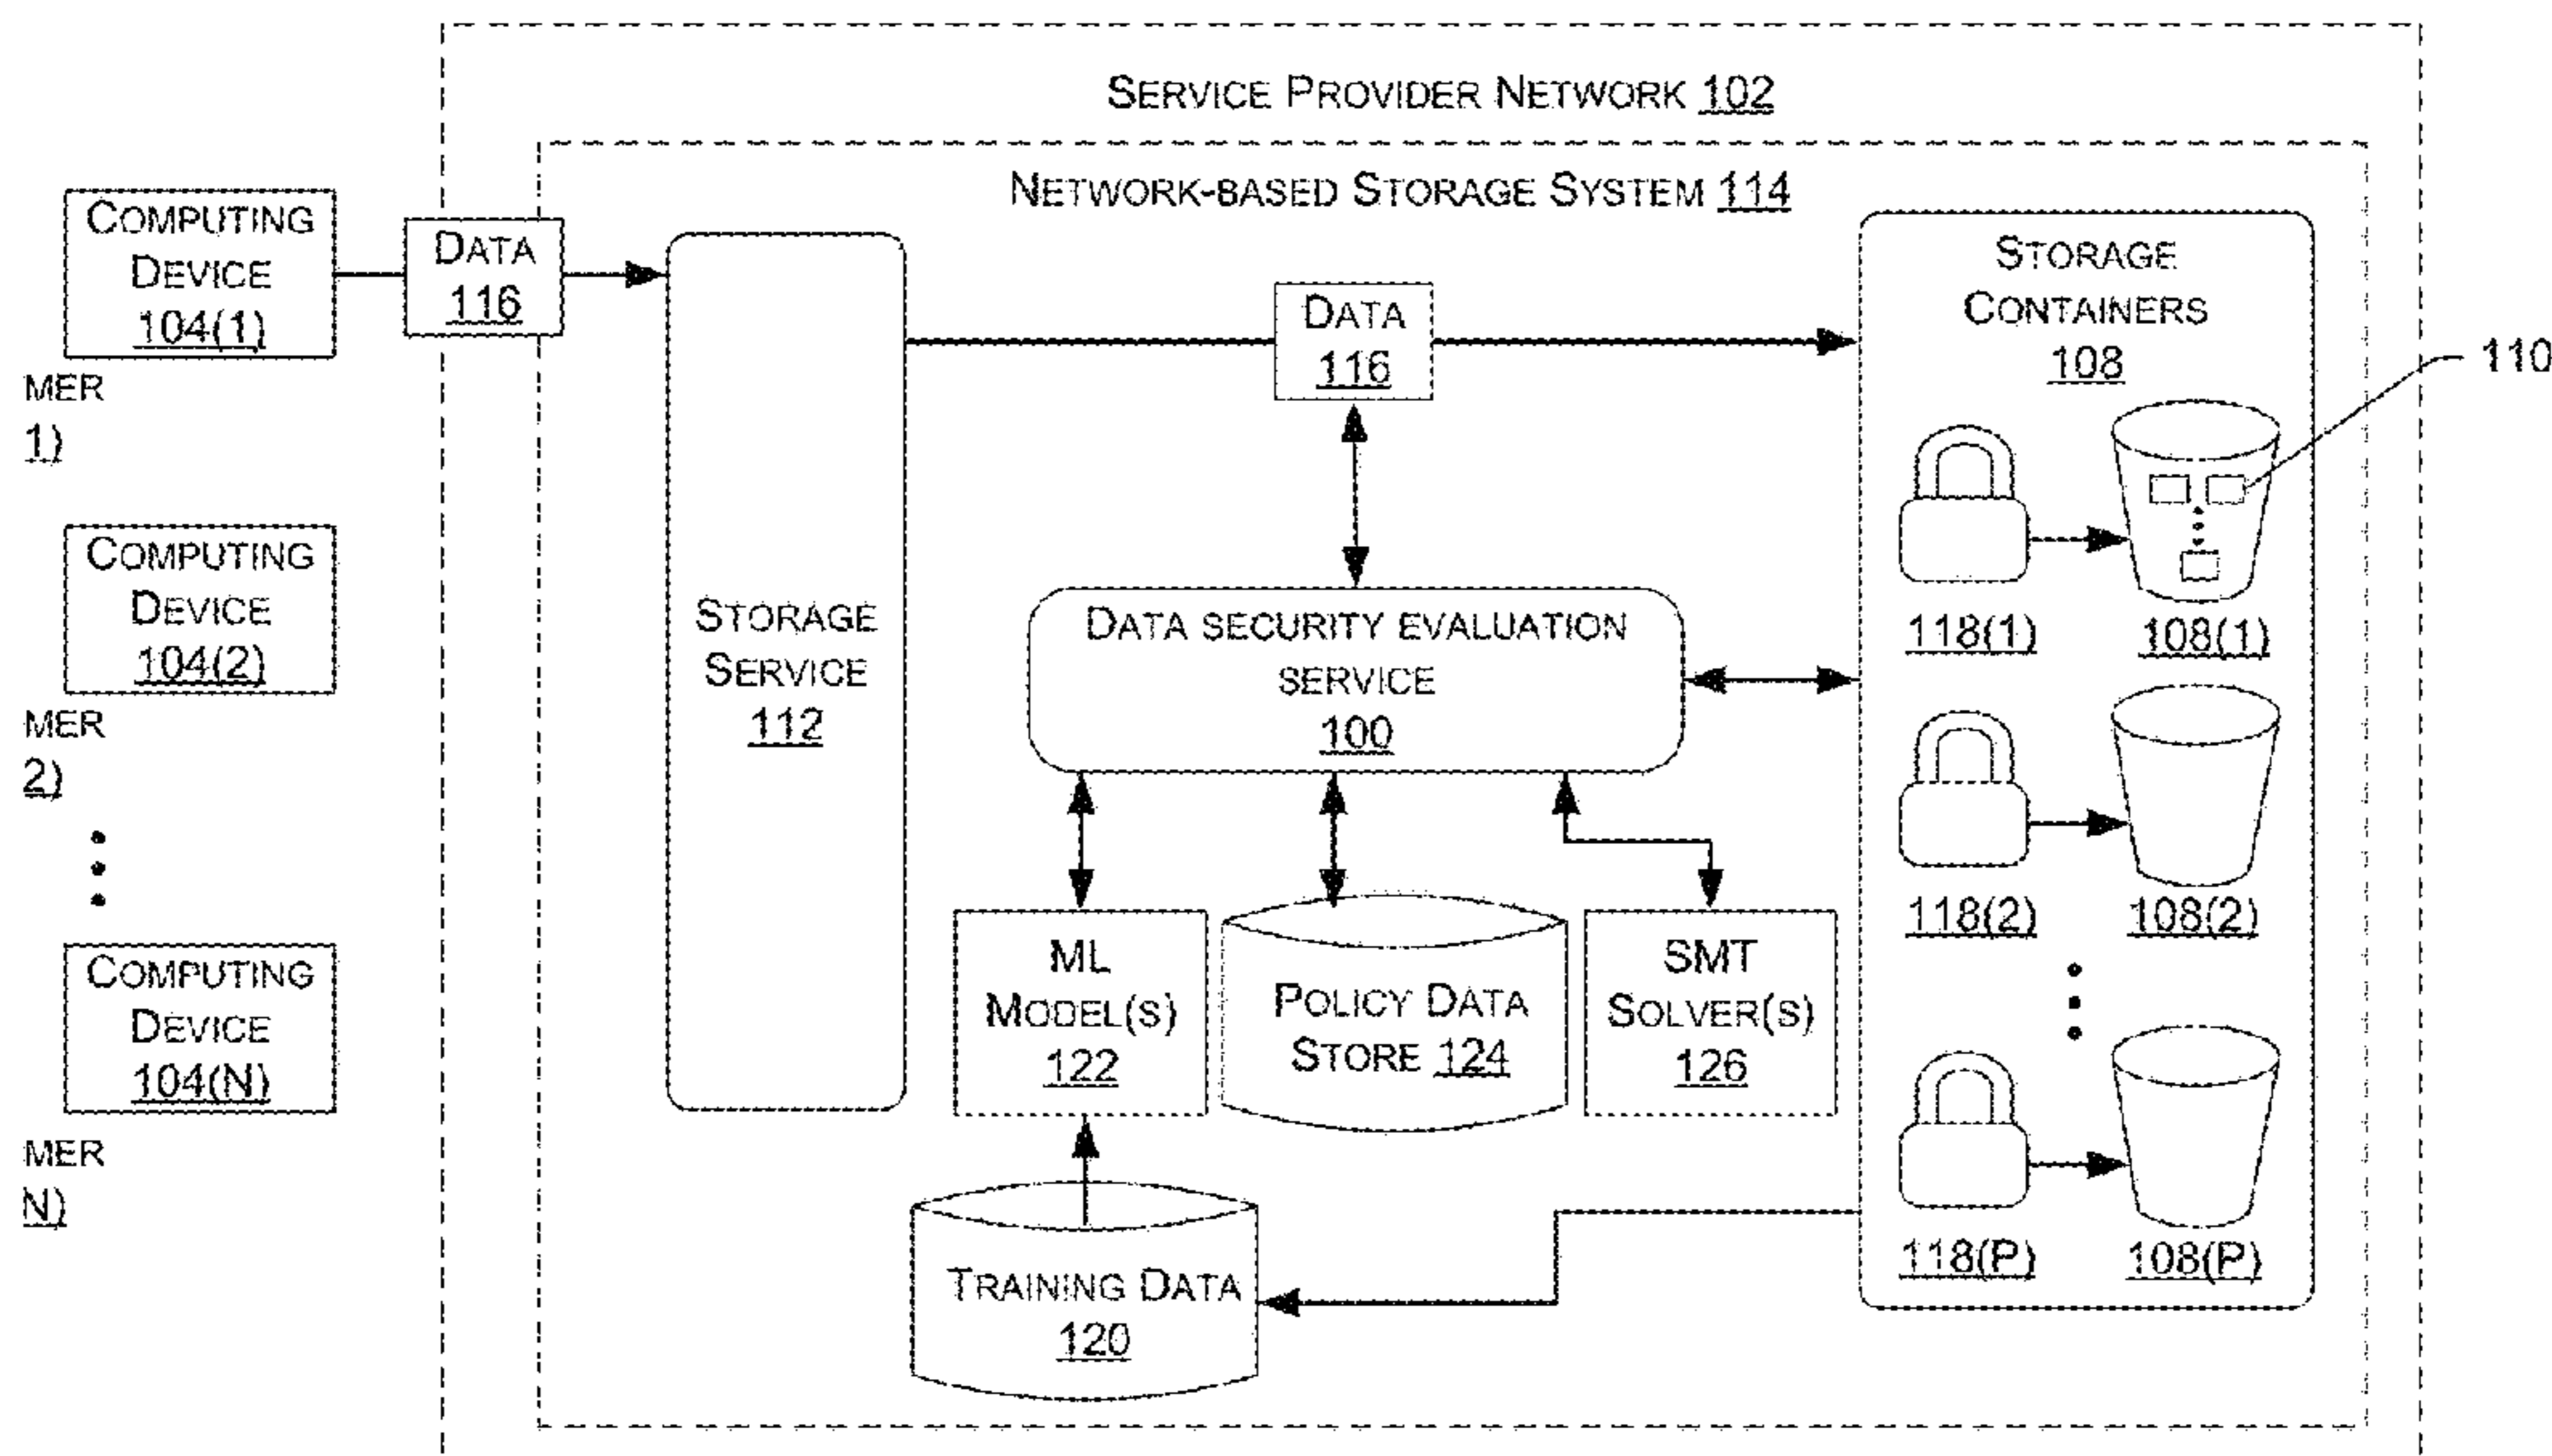 SERVICE PROVIDER NETWORK 102
NETWORK-BASED STORAGE SYSTEM 114
COMPUTING
DEVICE
104(1)
MER
1)
DATA
116
COMPUTING
DEVICE
104(2)
MER
2)
COMPUTING
DEVICE
104(N)
MER
N)
STORAGE
SERVICE
112
DATA
116
DATA SECURITY EVALUATION
SERVICE
100
ML
MODEL(S)
122
POLICY DATA
STORE 124
SMT
SOLVER(S)
126
TRAINING DATA
120
STORAGE
CONTAINERS
108
110
118(1) 108(1)
118(2) 108(2)
118(P) 108(P)